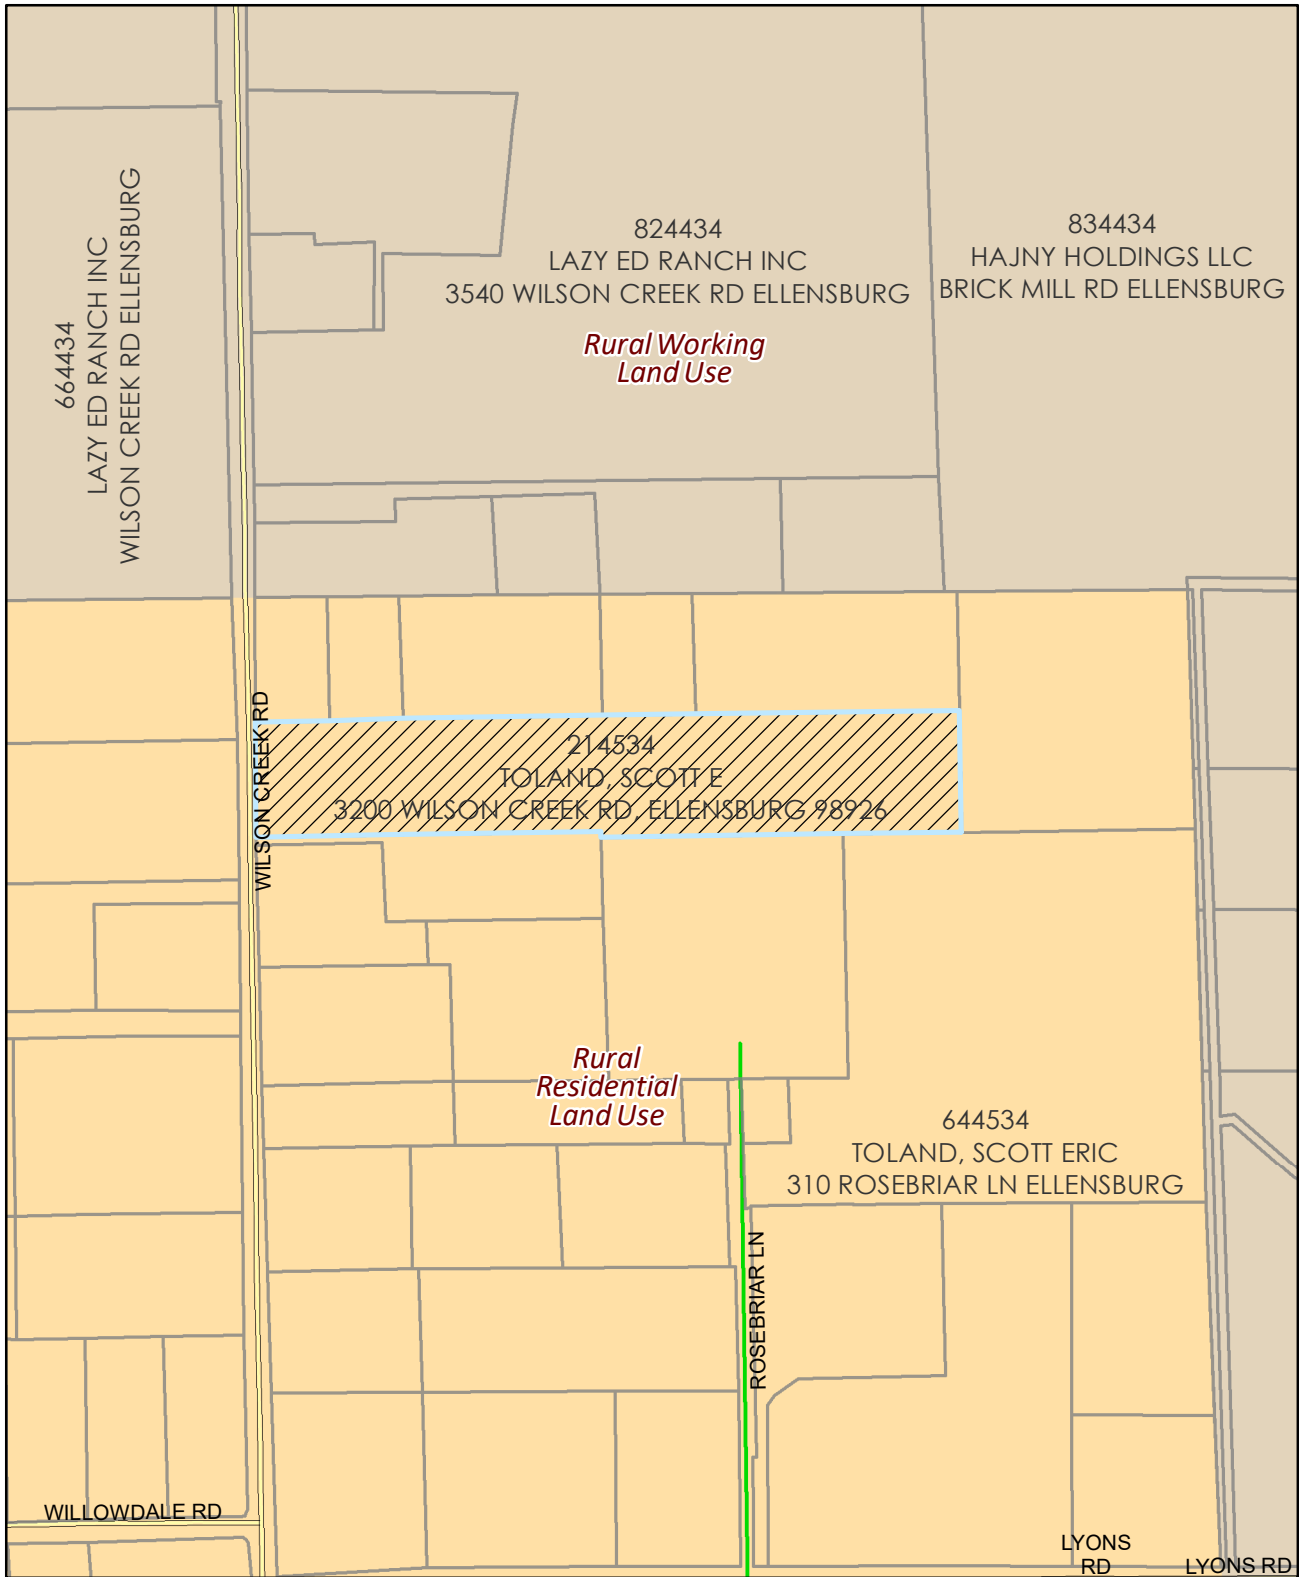 664434
LAZY ED RANCH INC
WILSON CREEK RD ELLENSBURG
824434
LAZY ED RANCH INC
3540 WILSON CREEK RD ELLENSBURG
834434
HAJNY HOLDINGS LLC
BRICK MILL RD ELLENSBURG
Rural Working
Land Use
WILSON CREEK RD
214534
TOLAND, SCOTT E
3200 WILSON CREEK RD, ELLENSBURG 98926
Rural
Residential
Land Use
644534
TOLAND, SCOTT ERIC
310 ROSEBRIAR LN ELLENSBURG
ROSEBRIAR LN
WILLOWDALE RD
LYONS
RD
LYONS RD